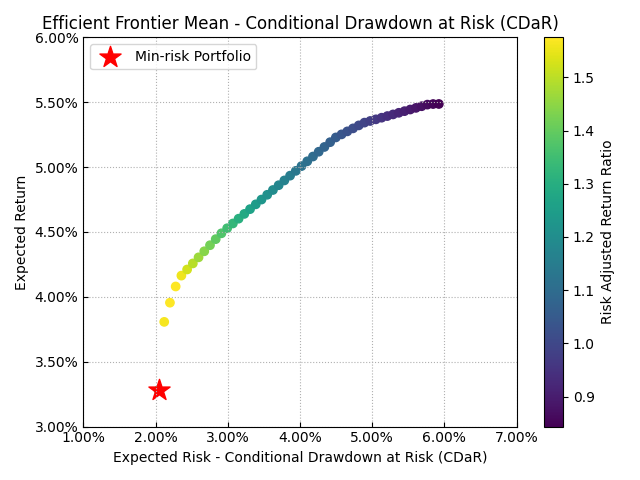 Efficient Frontier Mean - Conditional Drawdown at Risk (CDaR)
Min-risk Portfolio
6.00%
5.50%
5.00%
4.50%
4.00%
3.50%
3.00%
Expected Return
1.00% 2.00% 3.00% 4.00% 5.00% 6.00% 7.00%
Expected Risk - Conditional Drawdown at Risk (CDaR)
1.5
1.4
1.3
1.2
1.1
1.0
0.9
Risk Adjusted Return Ratio